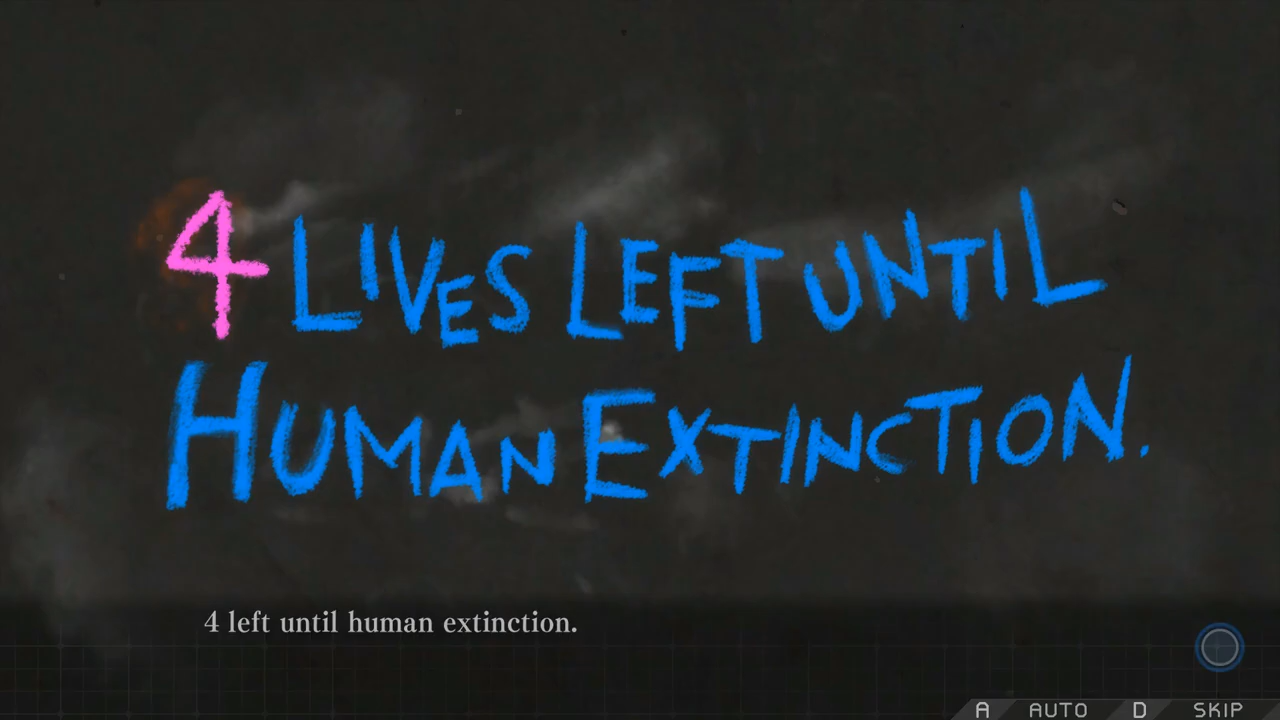 4 LIVES LEFT UNTIL
HUMAN EXTINCTION.
4 left until human extinction.
A AUTO D SKIP